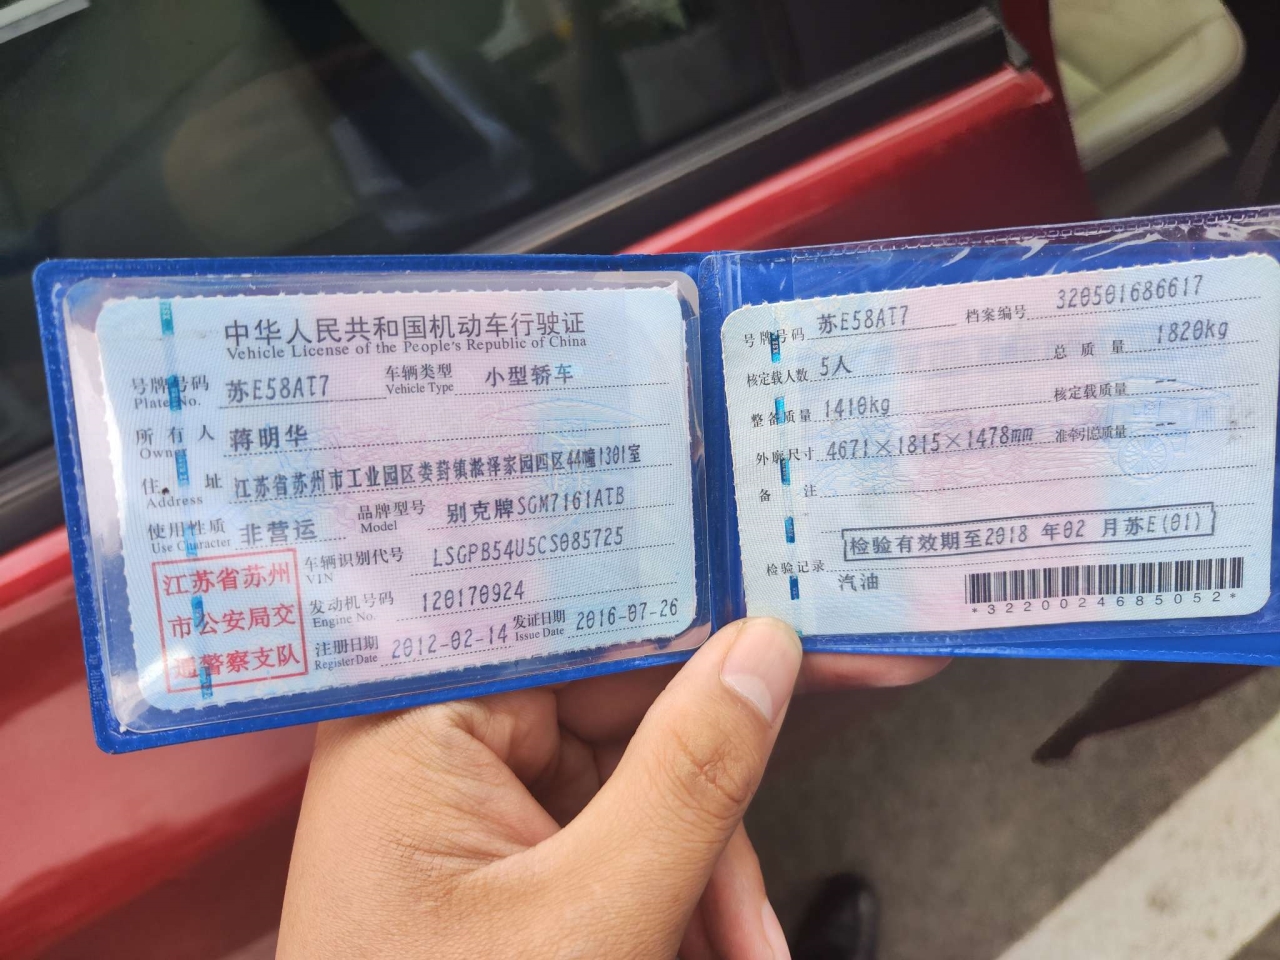 中华人民共和国机动车行驶证
Vehicle License of the People's Republic of China
号牌号码 苏E58AT7 车辆类型 小型轿车
Plate No. Vehicle Type
所有人 蒋明华
Owner
住址 江苏省苏州市工业园区娄葑镇淞泽家园四区44幢1301室
Address
使用性质 非营运 品牌型号 别克牌SGM7161ATB
Use Character Model
车辆识别代号 LSGPB54U5CS085725
VIN
发动机号码 120170924
Engine No.
注册日期 2012-02-14 发证日期 2016-07-26
Register Date Issue Date
江苏省苏州
市公安局交
通警察支队
号牌号码 苏E58AT7 档案编号 320501686617
核定载人数 5人 总质量 1820kg
整备质量 1410kg 核定载质量 --
外廓尺寸 4671×1815×1478mm 准牵引总质量 --
备注
检验有效期至2018 年02 月苏E(01)
检验记录
汽油
*3220024685052*